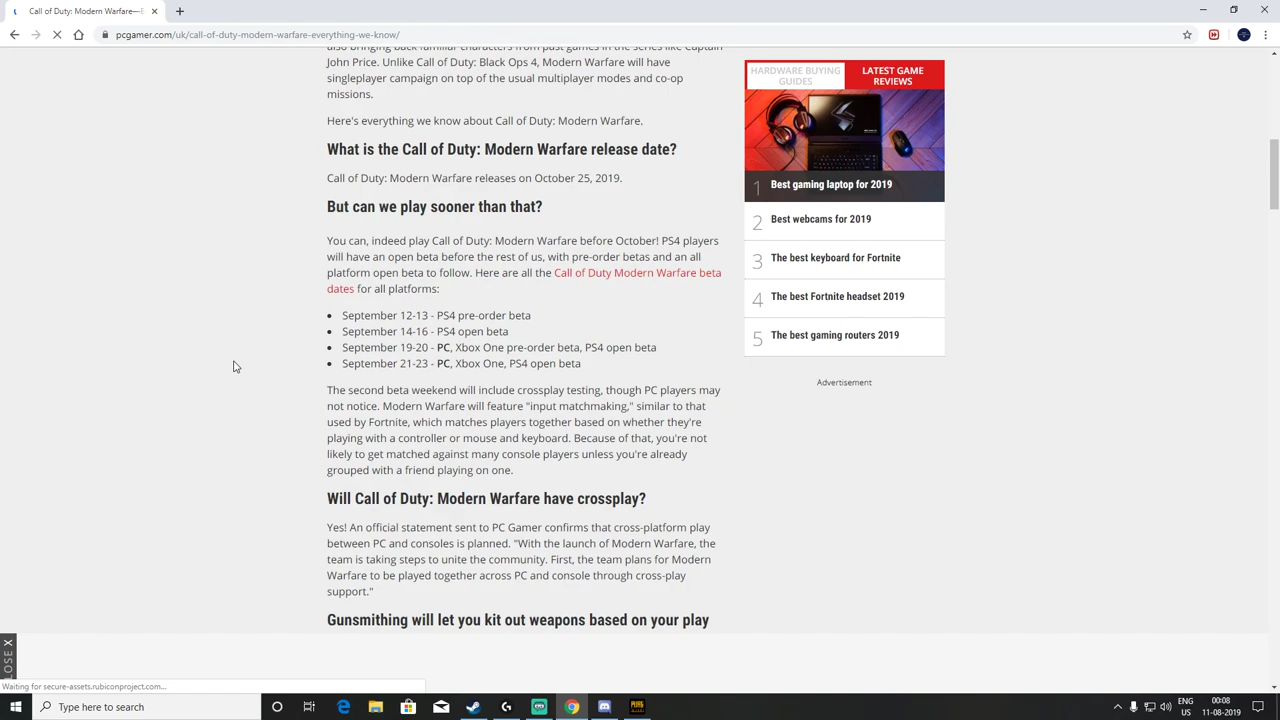 Call of Duty: Modern Warfare—E
pcgamer.com/uk/call-of-duty-modern-warfare-everything-we-know/
also bringing back familiar characters from past games in the series like Captain
John Price. Unlike Call of Duty: Black Ops 4, Modern Warfare will have
singleplayer campaign on top of the usual multiplayer modes and co-op
missions.
Here's everything we know about Call of Duty: Modern Warfare.
What is the Call of Duty: Modern Warfare release date?
Call of Duty: Modern Warfare releases on October 25, 2019.
But can we play sooner than that?
You can, indeed play Call of Duty: Modern Warfare before October! PS4 players
will have an open beta before the rest of us, with pre-order betas and an all
platform open beta to follow. Here are all the Call of Duty Modern Warfare beta
dates for all platforms:
• September 12-13 - PS4 pre-order beta
• September 14-16 - PS4 open beta
• September 19-20 - PC, Xbox One pre-order beta, PS4 open beta
• September 21-23 - PC, Xbox One, PS4 open beta
The second beta weekend will include crossplay testing, though PC players may
not notice. Modern Warfare will feature "input matchmaking," similar to that
used by Fortnite, which matches players together based on whether they're
playing with a controller or mouse and keyboard. Because of that, you're not
likely to get matched against many console players unless you're already
grouped with a friend playing on one.
Will Call of Duty: Modern Warfare have crossplay?
Yes! An official statement sent to PC Gamer confirms that cross-platform play
between PC and consoles is planned. "With the launch of Modern Warfare, the
team is taking steps to unite the community. First, the team plans for Modern
Warfare to be played together across PC and console through cross-play
support."
Gunsmithing will let you kit out weapons based on your play
HARDWARE BUYING
GUIDES
LATEST GAME
REVIEWS
1 Best gaming laptop for 2019
2 Best webcams for 2019
3 The best keyboard for Fortnite
4 The best Fortnite headset 2019
5 The best gaming routers 2019
Advertisement
LOSE X
Waiting for secure-assets.rubiconproject.com...
Type here to search
ENG
US
00:08
11-08-2019